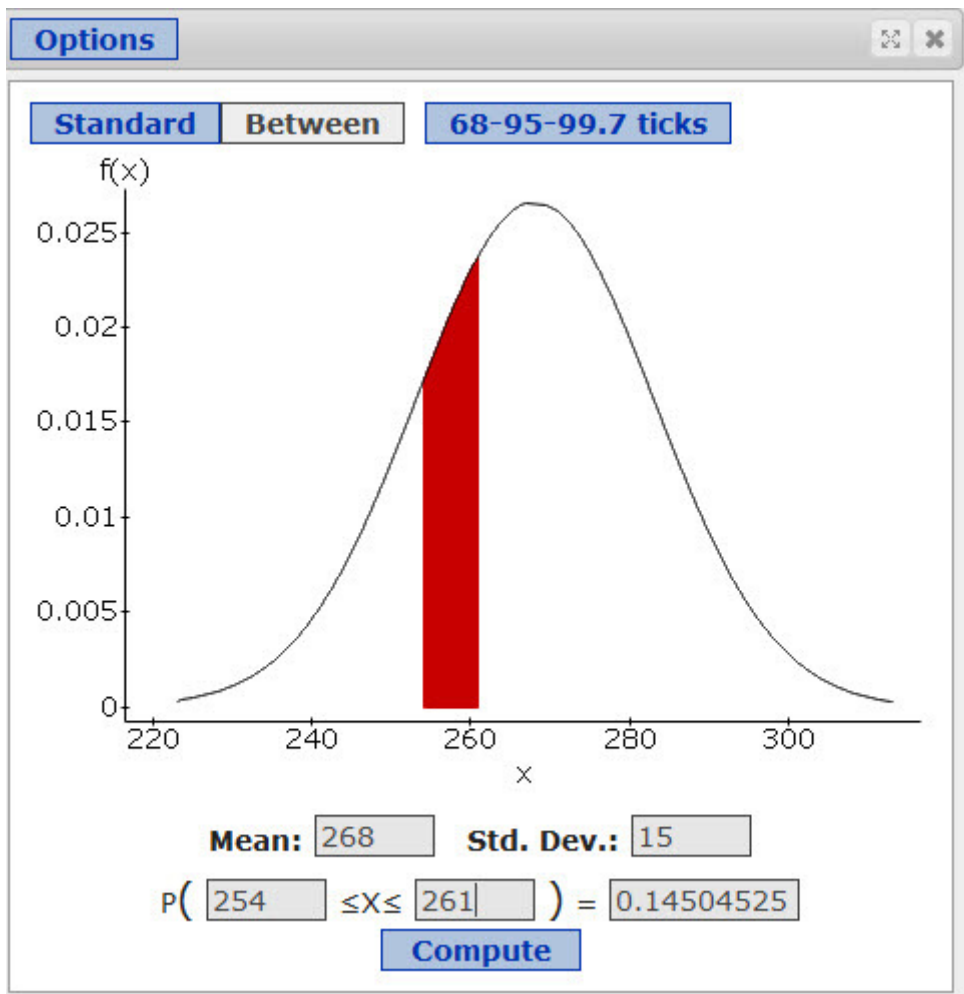 Options
Standard Between 68-95-99.7 ticks
f(x)
0.025
0.02
0.015
0.01
0.005
0
220 240 260 280 300
x
Mean: 268 Std. Dev.: 15
P( 254 ≤X≤ 261 ) = 0.14504525
Compute